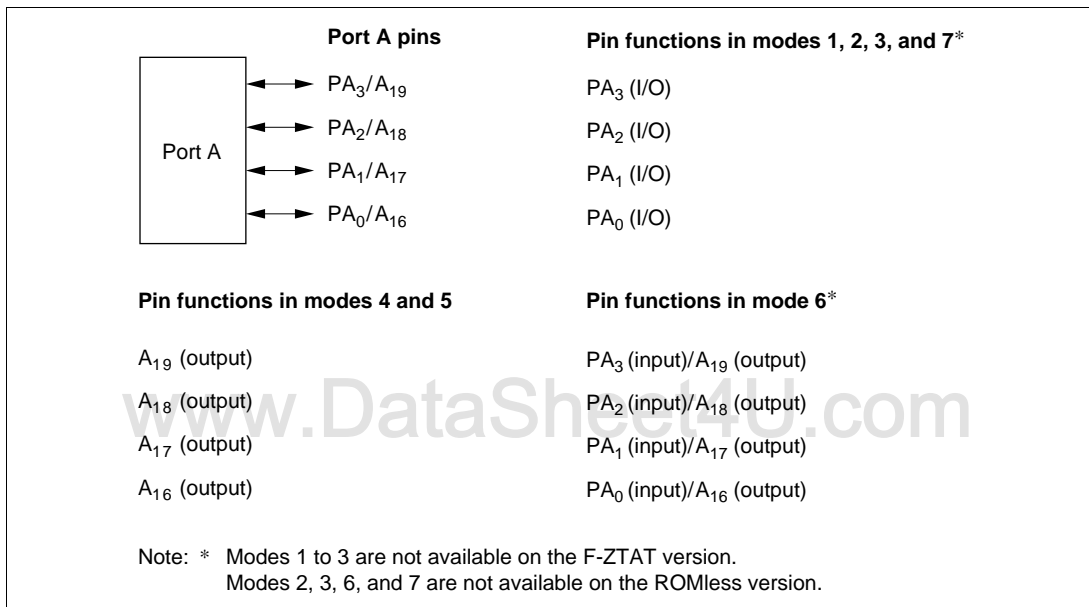 Port A pins
Pin functions in modes 1, 2, 3, and 7*
Port A
PA3/A19
PA3 (I/O)
PA2/A18
PA2 (I/O)
PA1/A17
PA1 (I/O)
PA0/A16
PA0 (I/O)
Pin functions in modes 4 and 5
Pin functions in mode 6*
A19 (output)
PA3 (input)/A19 (output)
A18 (output)
PA2 (input)/A18 (output)
A17 (output)
PA1 (input)/A17 (output)
A16 (output)
PA0 (input)/A16 (output)
www.DataSheet4U.com
Note: * Modes 1 to 3 are not available on the F-ZTAT version.
Modes 2, 3, 6, and 7 are not available on the ROMless version.